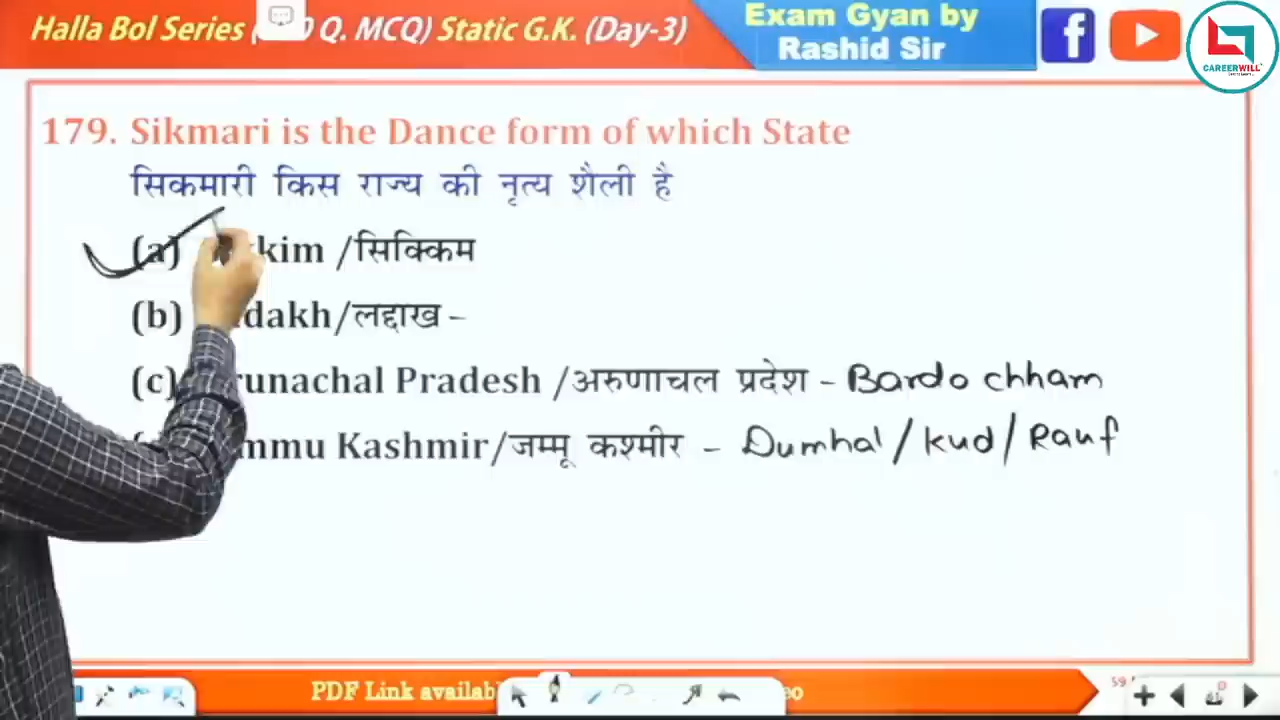 Halla Bol Series Q. MCQ) Static G.K. (Day-3)
Exam Gyan by
Rashid Sir
CAREERWILL
179. Sikmari is the Dance form of which State
सिकमारी किस राज्य की नृत्य शैली है
(a) kim /सिक्किम
(b) dakh/लद्दाख -
(c) runachal Pradesh /अरुणाचल प्रदेश - Bardo chham
mmu Kashmir/जम्मू कश्मीर - Dumhal / Kud / Rauf
PDF Link availab eo
59